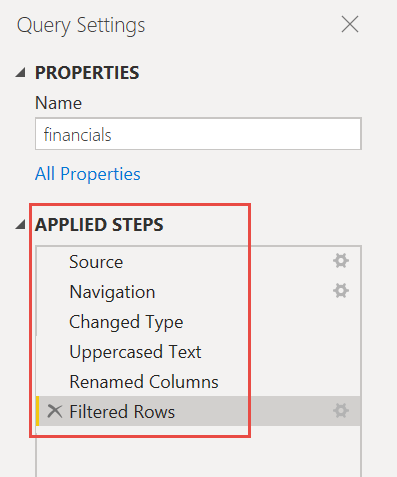 Query Settings
PROPERTIES
Name
financials
All Properties
APPLIED STEPS
Source
Navigation
Changed Type
Uppercased Text
Renamed Columns
Filtered Rows